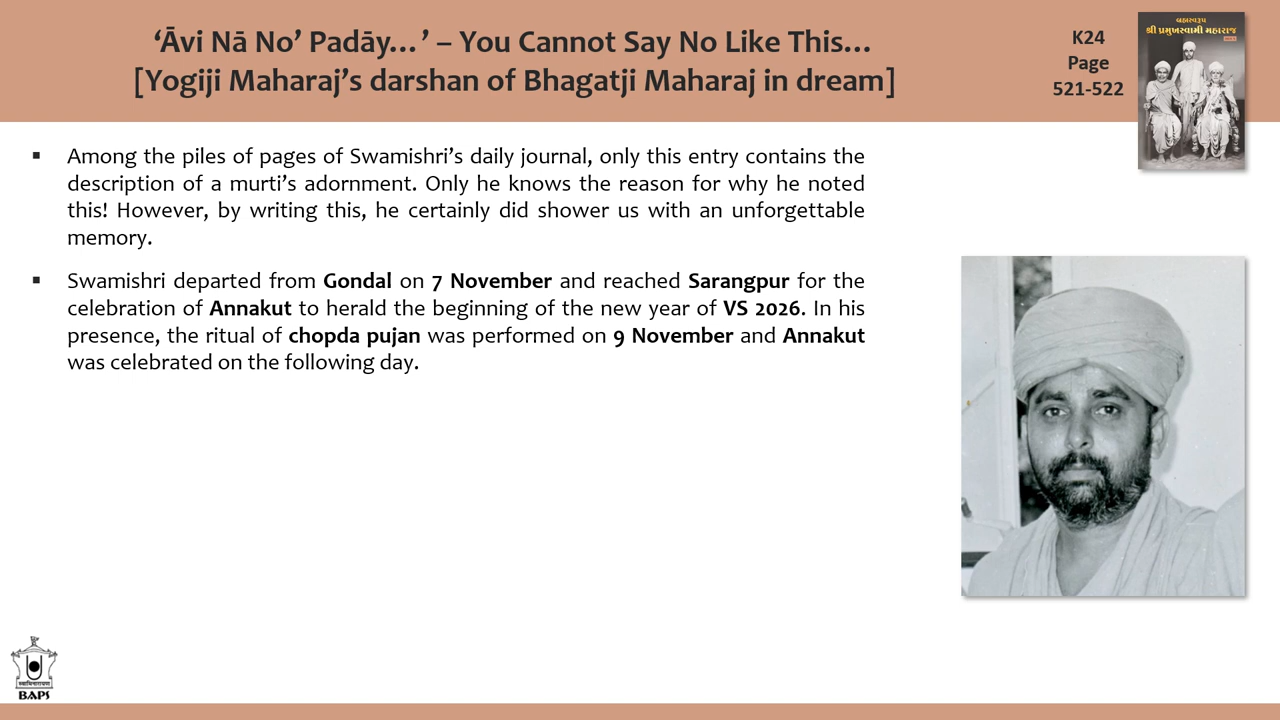 ‘Āvi Nā No’ Padāy…’ – You Cannot Say No Like This…
[Yogiji Maharaj’s darshan of Bhagatji Maharaj in dream]
K24
Page
521-522
બ્રહ્મસ્વરૂપ
શ્રી પ્રમુખસ્વામી મહારાજ
▪ Among the piles of pages of Swamishri’s daily journal, only this entry contains the
description of a murti’s adornment. Only he knows the reason for why he noted
this! However, by writing this, he certainly did shower us with an unforgettable
memory.
▪ Swamishri departed from Gondal on 7 November and reached Sarangpur for the
celebration of Annakut to herald the beginning of the new year of VS 2026. In his
presence, the ritual of chopda pujan was performed on 9 November and Annakut
was celebrated on the following day.
BAPS